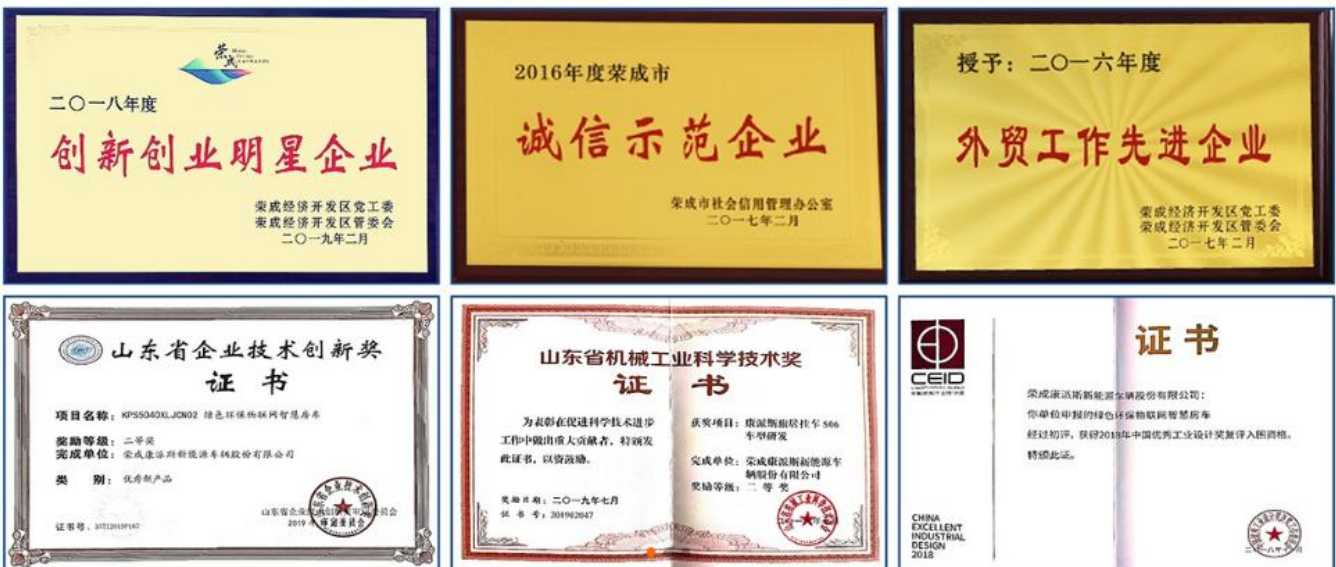 荣成
二〇一八年度
创新创业明星企业
荣成经济开发区党工委
荣成经济开发区管委会
二〇一九年二月
2016年度荣成市
诚信示范企业
荣成市社会信用管理办公室
二〇一七年二月
授予：二〇一六年度
外贸工作先进企业
荣成经济开发区党工委
荣成经济开发区管委会
二〇一七年二月
山东省企业技术创新奖
证 书
项目名称：KPS5040XLJCN02 绿色环保物联网智慧房车
奖励等级：二等奖
完成单位：荣成康派斯新能源车辆股份有限公司
类 别：优秀新产品
证书号：
2019
山东省机械工业科学技术奖
证 书
为表彰在促进科学技术进步
工作中做出重大贡献者，特颁发
此证书，以资鼓励。
奖励日期：二〇一九年七月
证 书 号：201902047
获奖项目：康派斯旅居挂车 S06
车型研发
完成单位：荣成康派斯新能源车
辆股份有限公司
奖励等级：二 等 奖
CEID
证书
荣成康派斯新能源车辆股份有限公司：
你单位申报的绿色环保物联网智慧房车
经过初评，获得2018年中国优秀工业设计奖复评入围资格。
特颁此证。
CHINA
EXCELLENT
INDUSTRIAL
DESIGN
2018